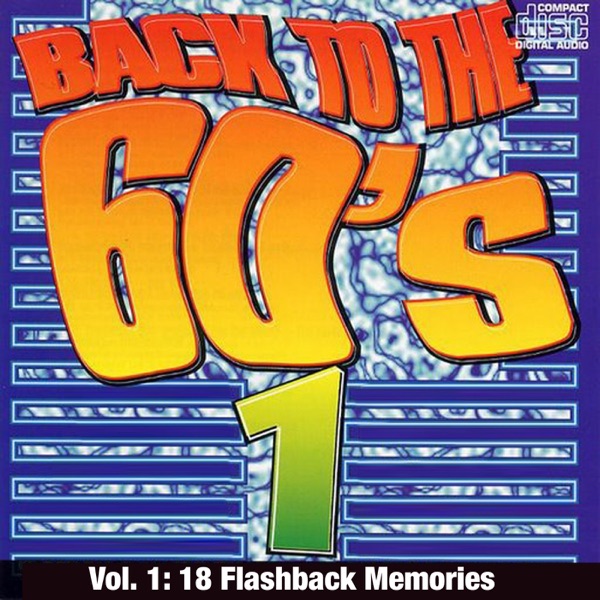 COMPACT
disc
DIGITAL AUDIO
BACK TO THE
60'S
1
Vol. 1: 18 Flashback Memories